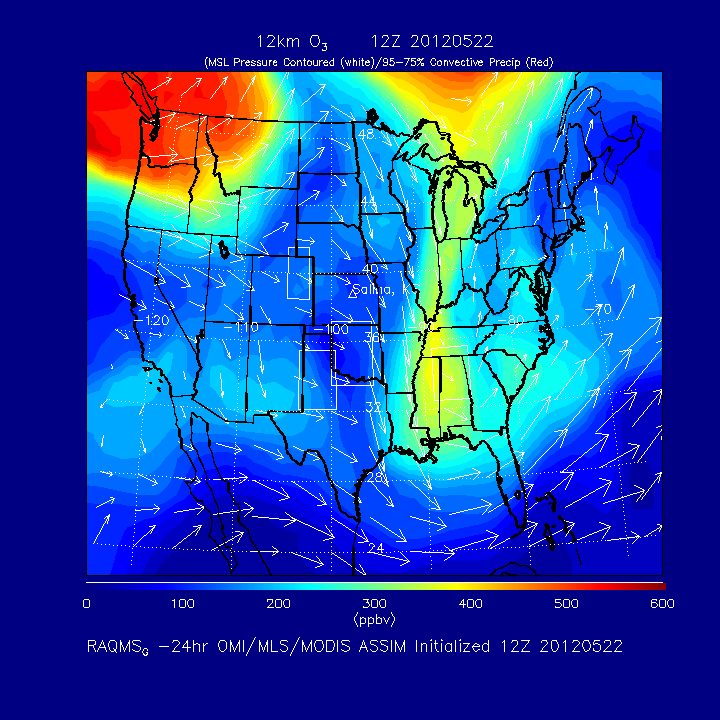 12km O3 12Z 20120522
(MSL Pressure Contoured (white)/95-75% Convective Precip (Red)
48
44
40
Salina,
-120 -110 -100 -90 -70
36
32
28
24
0 100 200 300 400 500 600
(ppbv)
RAQMSG -24hr OMI/MLS/MODIS ASSIM Initialized 12Z 20120522